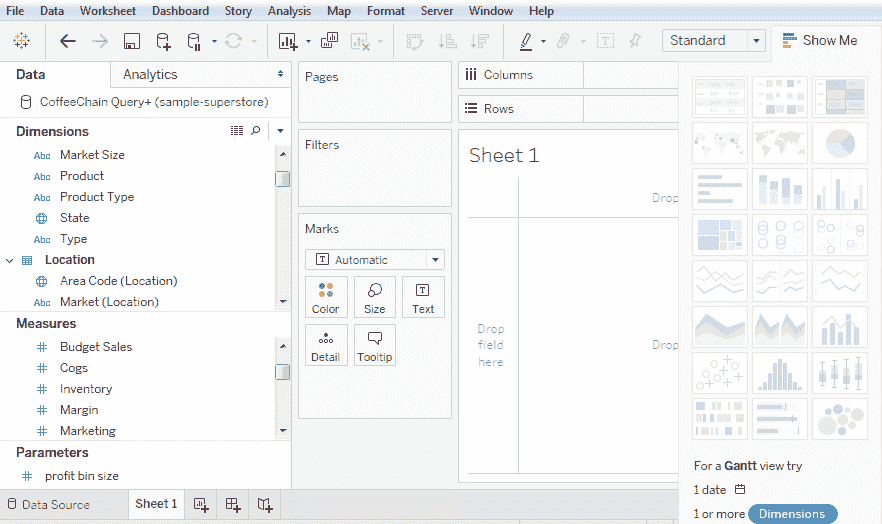 File Data Worksheet Dashboard Story Analysis Map Format Server Window Help
Standard Show Me
Data Analytics
CoffeeChain Query+ (sample-superstore)
Dimensions
Abc Market Size
Abc Product
Abc Product Type
State
Abc Type
Location
Area Code (Location)
Abc Market (Location)
Measures
Budget Sales
Cogs
Inventory
Margin
Marketing
Parameters
profit bin size
Pages
Filters
Marks
T Automatic
Color Size Text
Detail Tooltip
Columns
Rows
Sheet 1
Drop
Drop
field
here
Drop
For a Gantt view try
1 date
1 or more Dimensions
Data Source Sheet 1